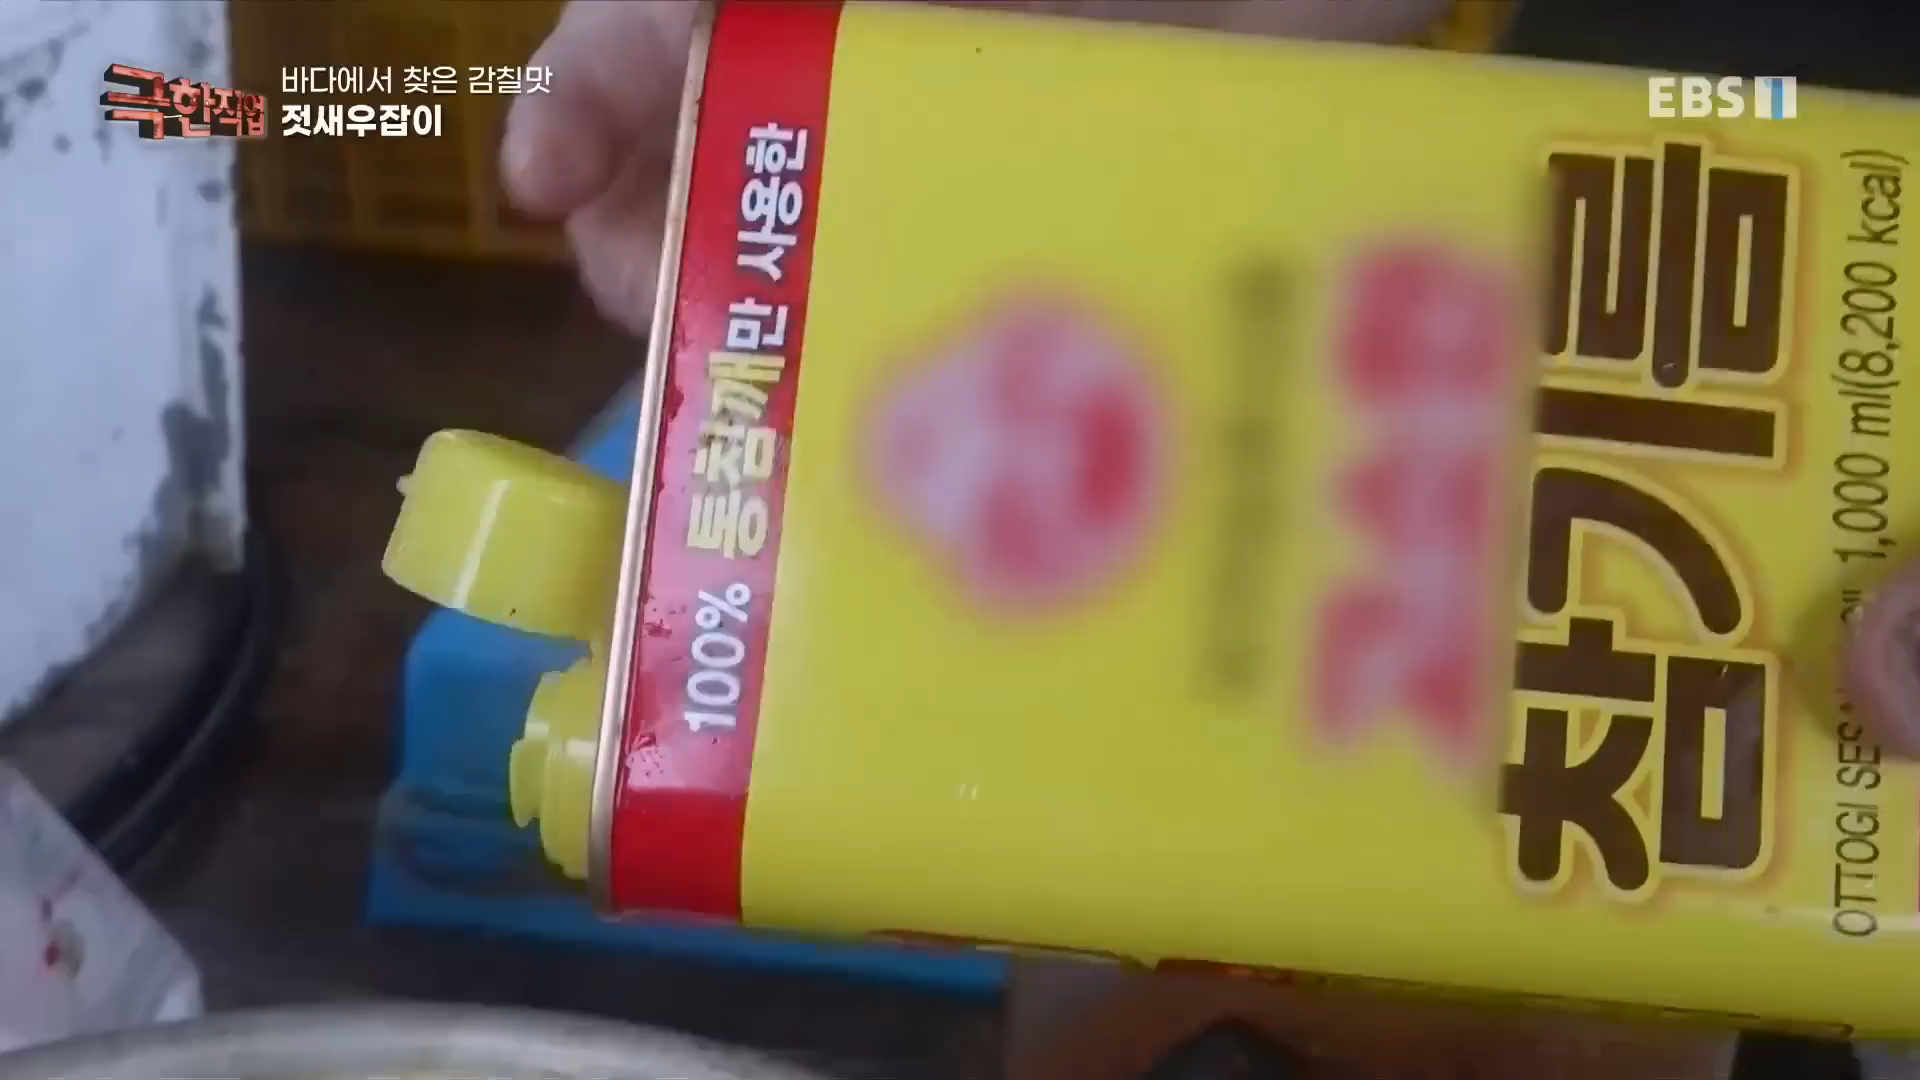 극한직업
바다에서 찾은 감칠맛
젓새우잡이
EBS 1
100% 통참깨만 사용한
참기름
OTTOGI 1,000 ml(8,200 kcal)